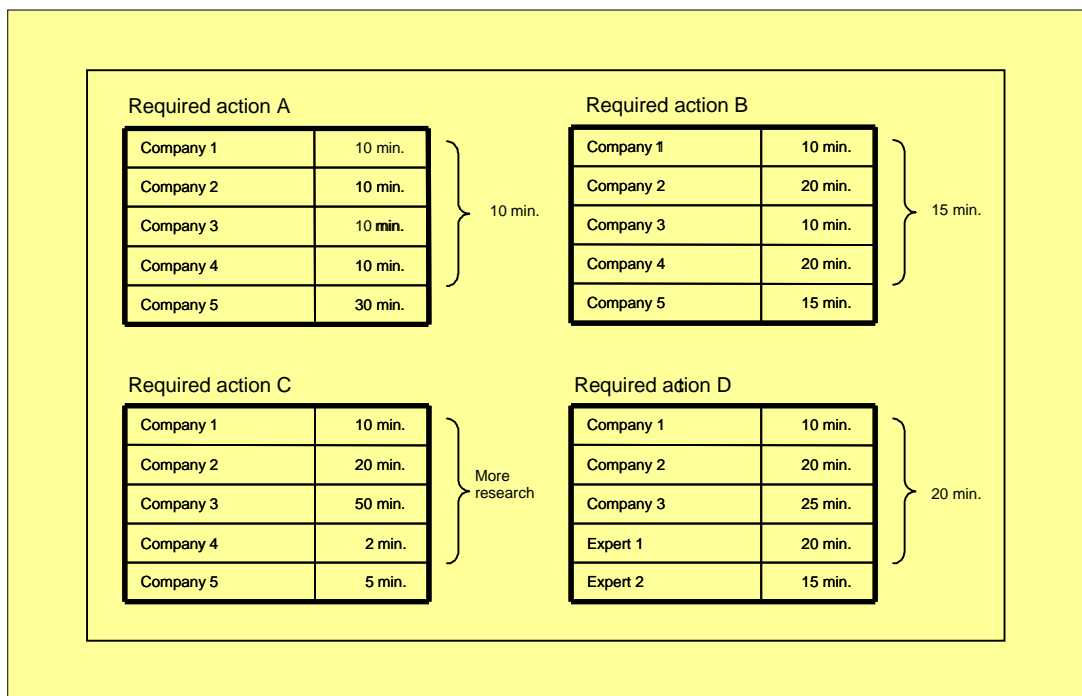 Required action A
Company 1 10 min.
Company 2 10 min.
Company 3 10 min.
Company 4 10 min.
Company 5 30 min.
10 min.
Required action B
Company 1 10 min.
Company 2 20 min.
Company 3 10 min.
Company 4 20 min.
Company 5 15 min.
15 min.
Required action C
Company 1 10 min.
Company 2 20 min.
Company 3 50 min.
Company 4 2 min.
Company 5 5 min.
More
research
Required action D
Company 1 10 min.
Company 2 20 min.
Company 3 25 min.
Expert 1 20 min.
Expert 2 15 min.
20 min.